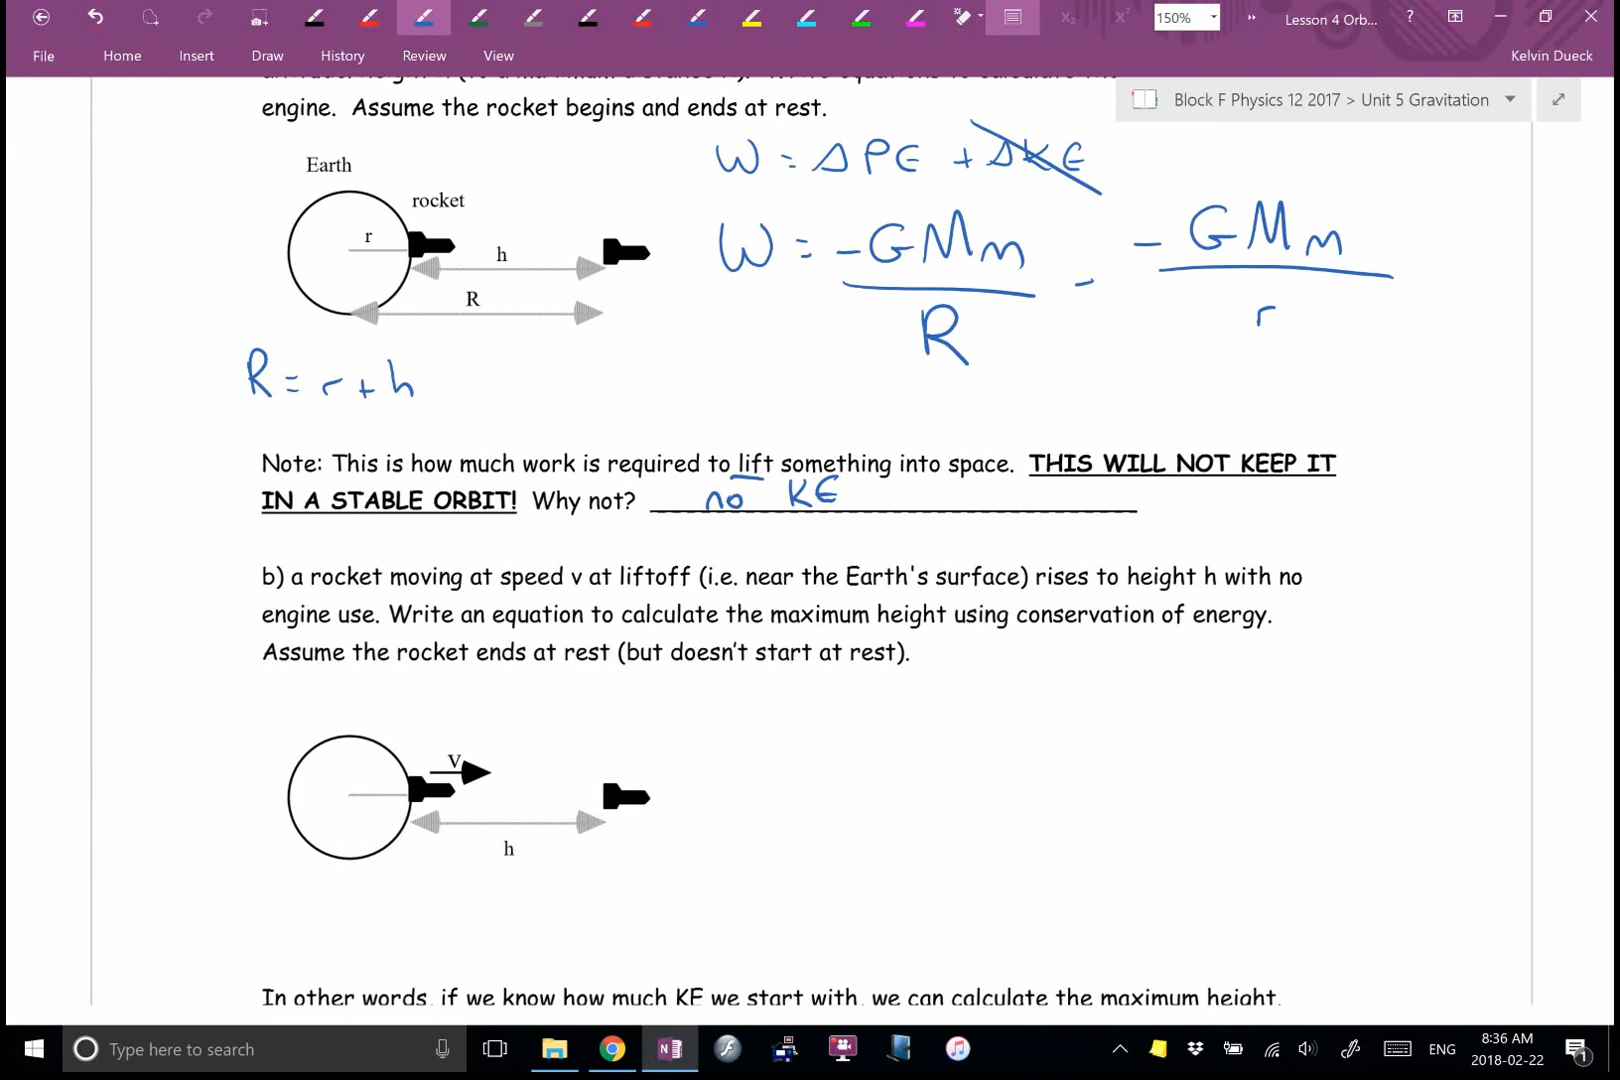 150%
Lesson 4 Orb...
?
File
Home
Insert
Draw
History
Review
View
Kelvin Dueck
Block F Physics 12 2017 > Unit 5 Gravitation
engine. Assume the rocket begins and ends at rest.
Earth
rocket
r
h
R
W = ΔPE + ΔKE
W = -GMm / R - -GMm / r
R = r + h
Note: This is how much work is required to lift something into space. THIS WILL NOT KEEP IT
IN A STABLE ORBIT! Why not? no KE
b) a rocket moving at speed v at liftoff (i.e. near the Earth's surface) rises to height h with no
engine use. Write an equation to calculate the maximum height using conservation of energy.
Assume the rocket ends at rest (but doesn't start at rest).
v
h
In other words, if we know how much KE we start with, we can calculate the maximum height.
Type here to search
ENG
8:36 AM
2018-02-22
1